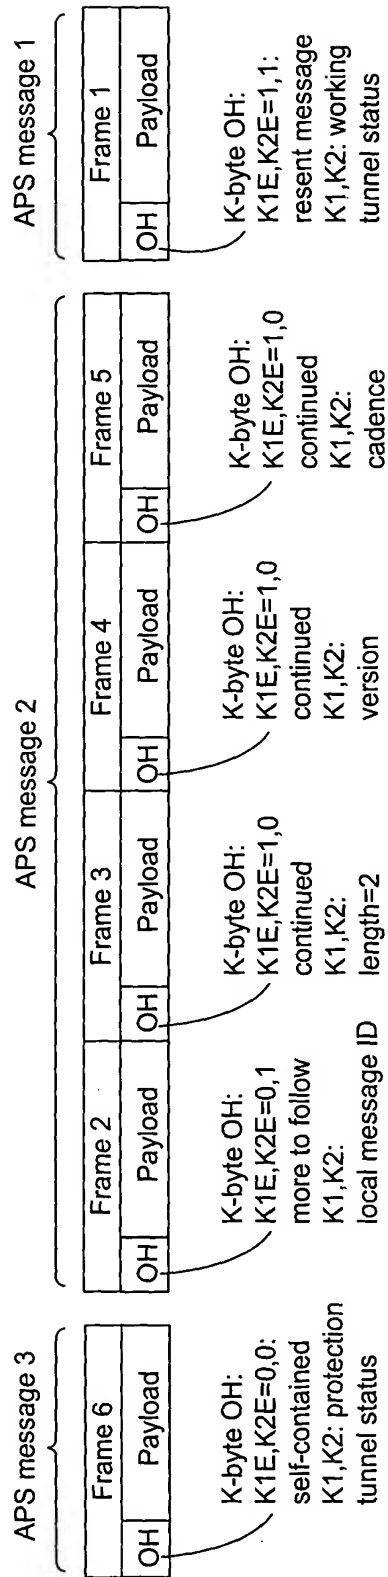 APS message 3
Frame 6
OH
Payload
K-byte OH:
K1E,K2E=0,0:
self-contained
K1,K2: protection
tunnel status
APS message 2
Frame 2
OH
Payload
K-byte OH:
K1E,K2E=0,1
more to follow
K1,K2:
local message ID
Frame 3
OH
Payload
K-byte OH:
K1E,K2E=1,0
continued
K1,K2:
length=2
Frame 4
OH
Payload
K-byte OH:
K1E,K2E=1,0
continued
K1,K2:
version
Frame 5
OH
Payload
K-byte OH:
K1E,K2E=1,0
continued
K1,K2:
cadence
APS message 1
Frame 1
OH
Payload
K-byte OH:
K1E,K2E=1,1:
resent message
K1,K2: working
tunnel status